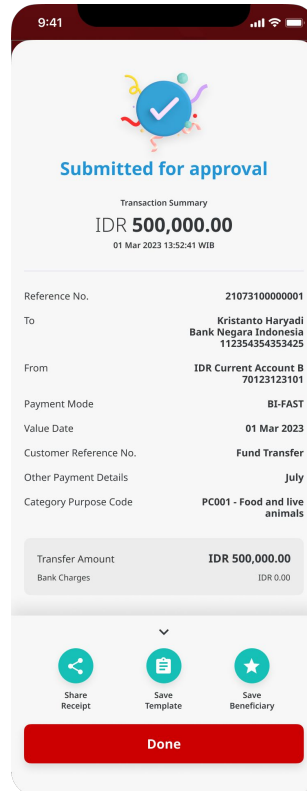 9:41
Submitted for approval
Transaction Summary
IDR 500,000.00
01 Mar 2023 13:52:41 WIB
Reference No. 21073100000001
To Kristanto Haryadi
Bank Negara Indonesia
112354354353425
From IDR Current Account B
70123123101
Payment Mode BI-FAST
Value Date 01 Mar 2023
Customer Reference No. Fund Transfer
Other Payment Details July
Category Purpose Code PC001 - Food and live
animals
Transfer Amount IDR 500,000.00
Bank Charges IDR 0.00
Share Save Save
Receipt Template Beneficiary
Done